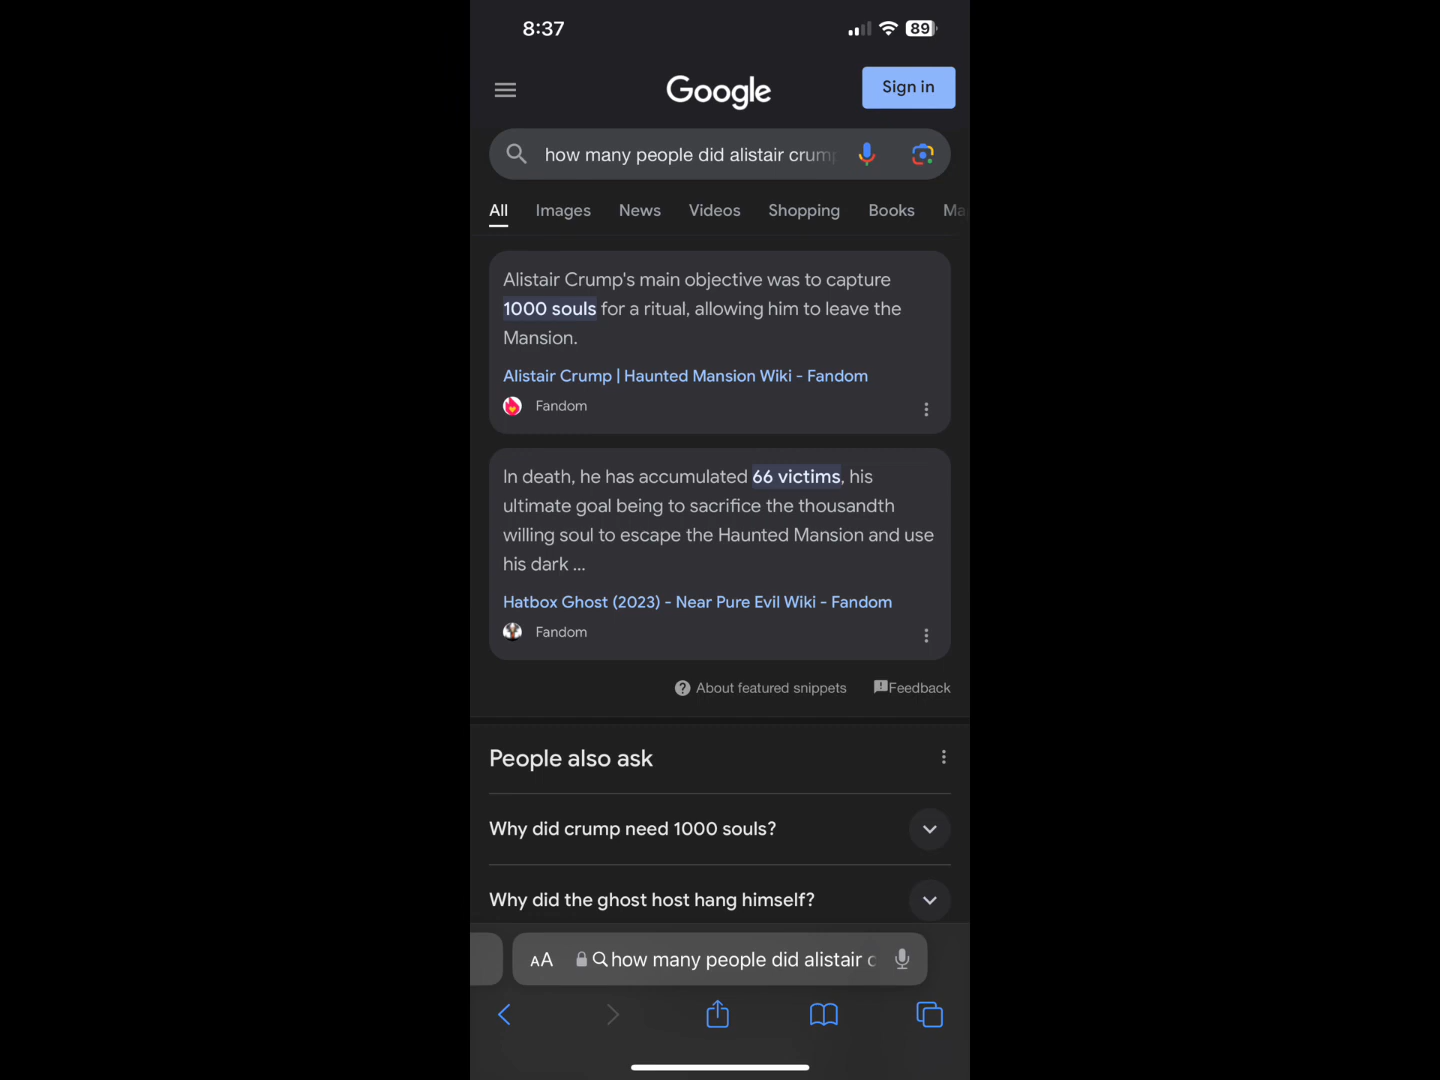 8:37
89
Google
Sign in
how many people did alistair crump
All Images News Videos Shopping Books Ma
Alistair Crump's main objective was to capture
1000 souls for a ritual, allowing him to leave the
Mansion.
Alistair Crump | Haunted Mansion Wiki - Fandom
Fandom
In death, he has accumulated 66 victims, his
ultimate goal being to sacrifice the thousandth
willing soul to escape the Haunted Mansion and use
his dark ...
Hatbox Ghost (2023) - Near Pure Evil Wiki - Fandom
Fandom
About featured snippets Feedback
People also ask
Why did crump need 1000 souls?
Why did the ghost host hang himself?
AA how many people did alistair c